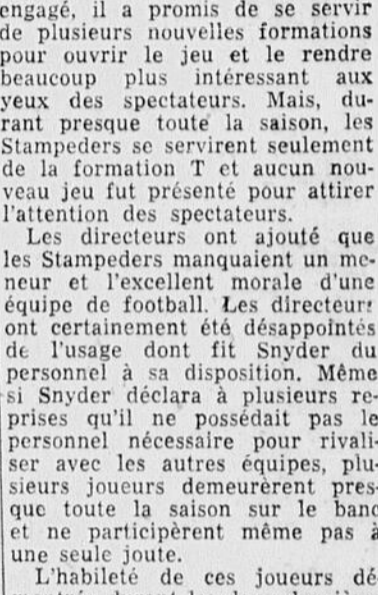 engagé, il a promis de se servir
de plusieurs nouvelles formations
pour ouvrir le jeu et le rendre
beaucoup plus intéressant aux
yeux des spectateurs. Mais, du-
rant presque toute la saison, les
Stampeders se servirent seulement
de la formation T et aucun nou-
veau jeu fut présenté pour attirer
l'attention des spectateurs.
Les directeurs ont ajouté que
les Stampeders manquaient un me-
neur et l'excellent morale d'une
équipe de football. Les directeurs
ont certainement été désappointés
de l'usage dont fit Snyder du
personnel à sa disposition. Même
si Snyder déclara à plusieurs re-
prises qu'il ne possédait pas le
personnel nécessaire pour rivali-
ser avec les autres équipes, plu-
sieurs joueurs demeurèrent pres-
que toute la saison sur le banc
et ne participèrent même pas à
une seule joute.
L'habileté de ces joueurs dé